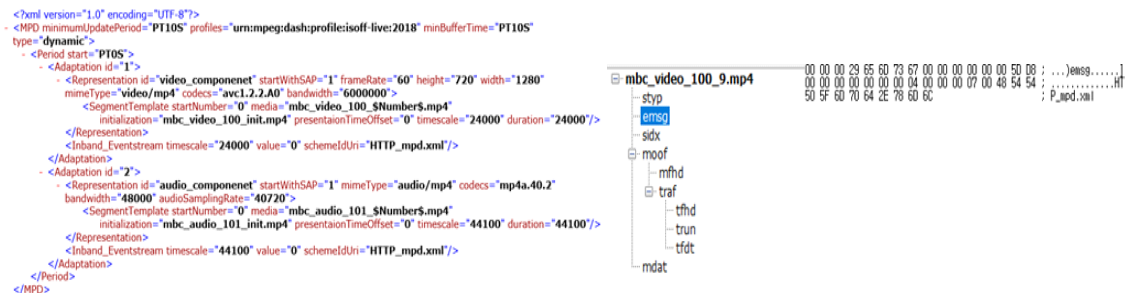 <?xml version="1.0" encoding="UTF-8"?>
- <MPD minimumUpdatePeriod="PT10S" profiles="urn:mpeg:dash:profile:isoff-live:2018" minBufferTime="PT10S"
type="dynamic">
- <Period start="PT0S">
- <Adaptation id="1">
- <Representation id="video_componenet" startWithSAP="1" frameRate="60" height="720" width="1280"
mimeType="video/mp4" codecs="avc1.2.2.A0" bandwidth="6000000">
<SegmentTemplate startNumber="0" media="mbc_video_100_$Number$.mp4"
initialization="mbc_video_100_init.mp4" presentaionTimeOffset="0" timescale="24000" duration="24000"/>
</Representation>
<Inband_Eventstream timescale="24000" value="0" schemeIdUri="HTTP_mpd.xml"/>
</Adaptation>
- <Adaptation id="2">
- <Representation id="audio_componenet" startWithSAP="1" mimeType="audio/mp4" codecs="mp4a.40.2"
bandwidth="48000" audioSamplingRate="40720">
<SegmentTemplate startNumber="0" media="mbc_audio_101_$Number$.mp4"
initialization="mbc_audio_101_init.mp4" presentaionTimeOffset="0" timescale="44100" duration="44100"/>
</Representation>
<Inband_Eventstream timescale="44100" value="0" schemeIdUri="HTTP_mpd.xml"/>
</Adaptation>
</Period>
</MPD>
mbc_video_100_9.mp4
styp
emsg
sidx
moof
mfhd
traf
tfhd
trun
tfdt
mdat
00 00 00 29 65 6D 73 67 00 00 00 00 00 00 5D 08 ; ...)emsg......]
00 00 00 00 00 00 04 00 00 00 07 00 48 54 54 ; .............HT
50 5F 6D 70 64 2E 78 6D 6C ; P_mpd.xml